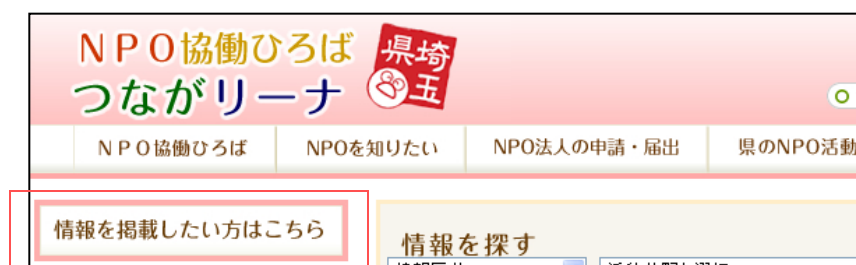 NPO協働ひろば
つながリーナ
県埼
玉
NPO協働ひろば
NPOを知りたい
NPO法人の申請・届出
県のNPO活動
情報を掲載したい方はこちら
情報を探す